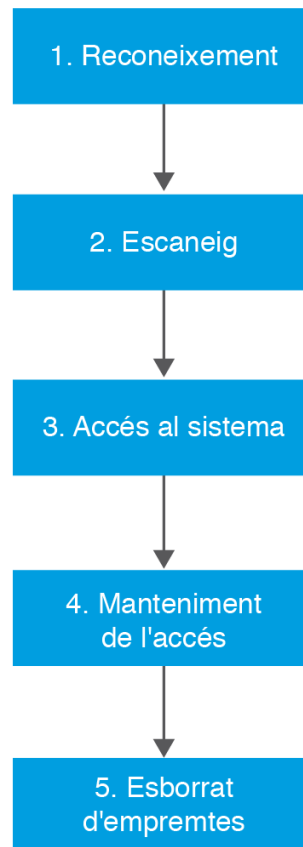 1. Reconeixement
2. Escaneig
3. Accés al sistema
4. Manteniment
de l'accés
5. Esborrat
d'empremtes